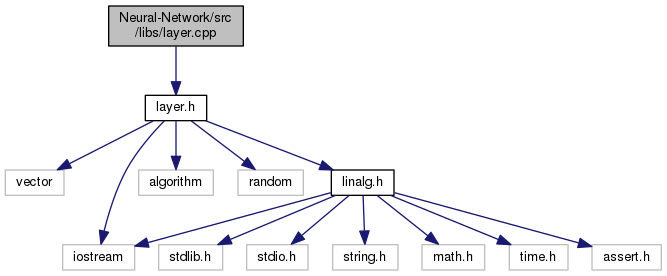 Neural-Network/src
/libs/layer.cpp
layer.h
vector
algorithm
random
linalg.h
iostream
stdlib.h
stdio.h
string.h
math.h
time.h
assert.h